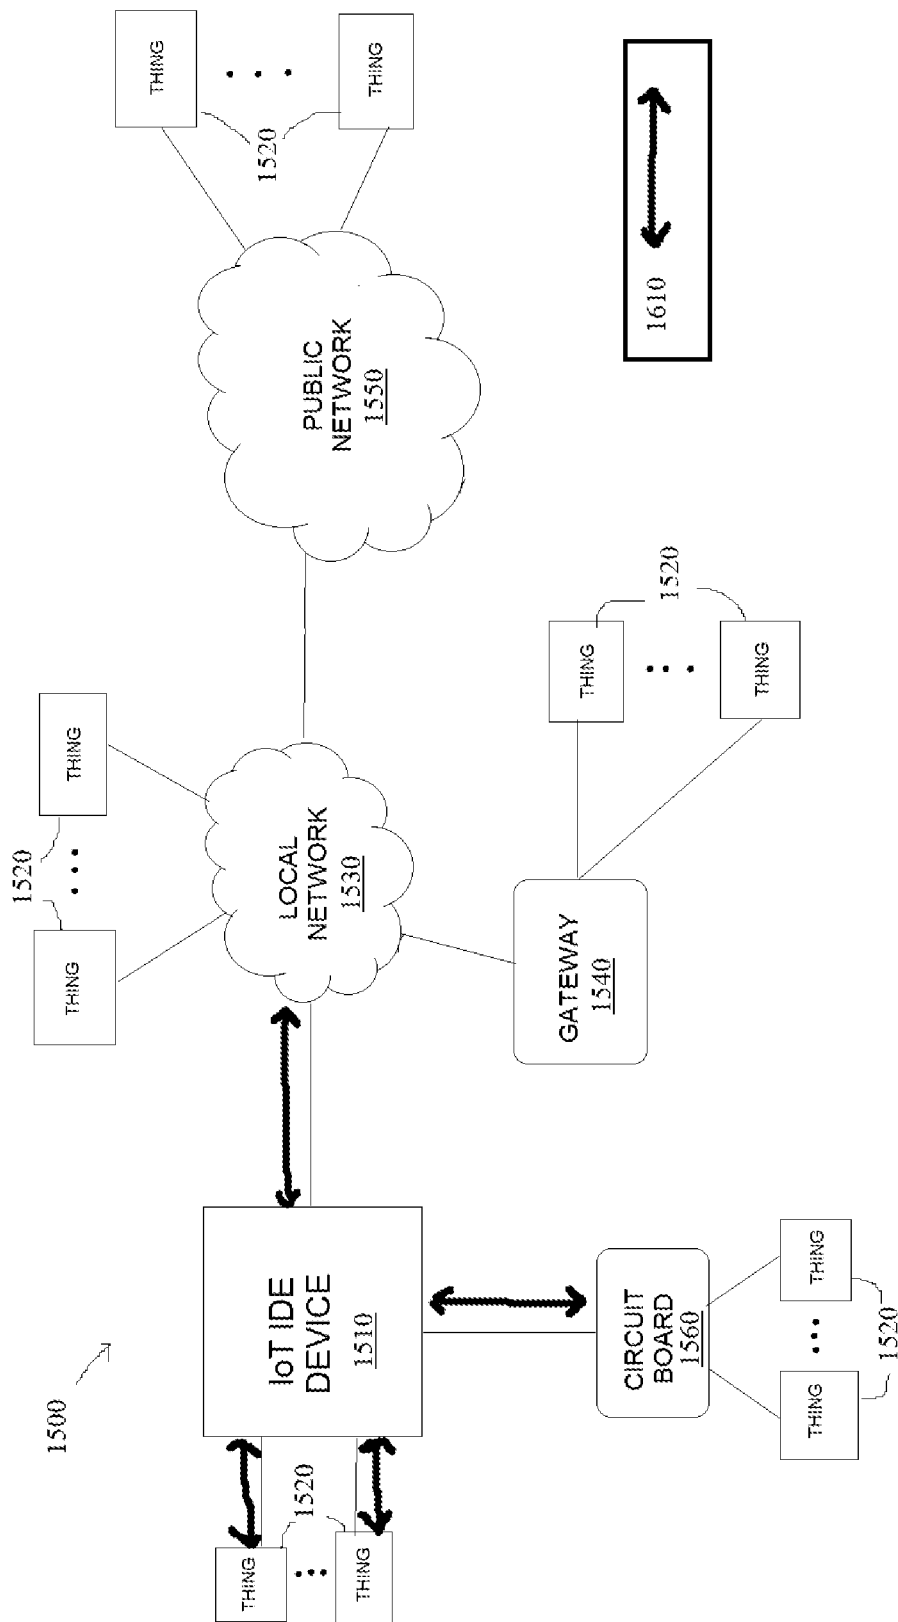 1500
THING
THING
1520
IoT IDE
DEVICE
1510
THING
THING
1520
CIRCUIT
BOARD
1560
THING
THING
1520
LOCAL
NETWORK
1530
GATEWAY
1540
THING
THING
1520
PUBLIC
NETWORK
1550
THING
THING
1520
1610